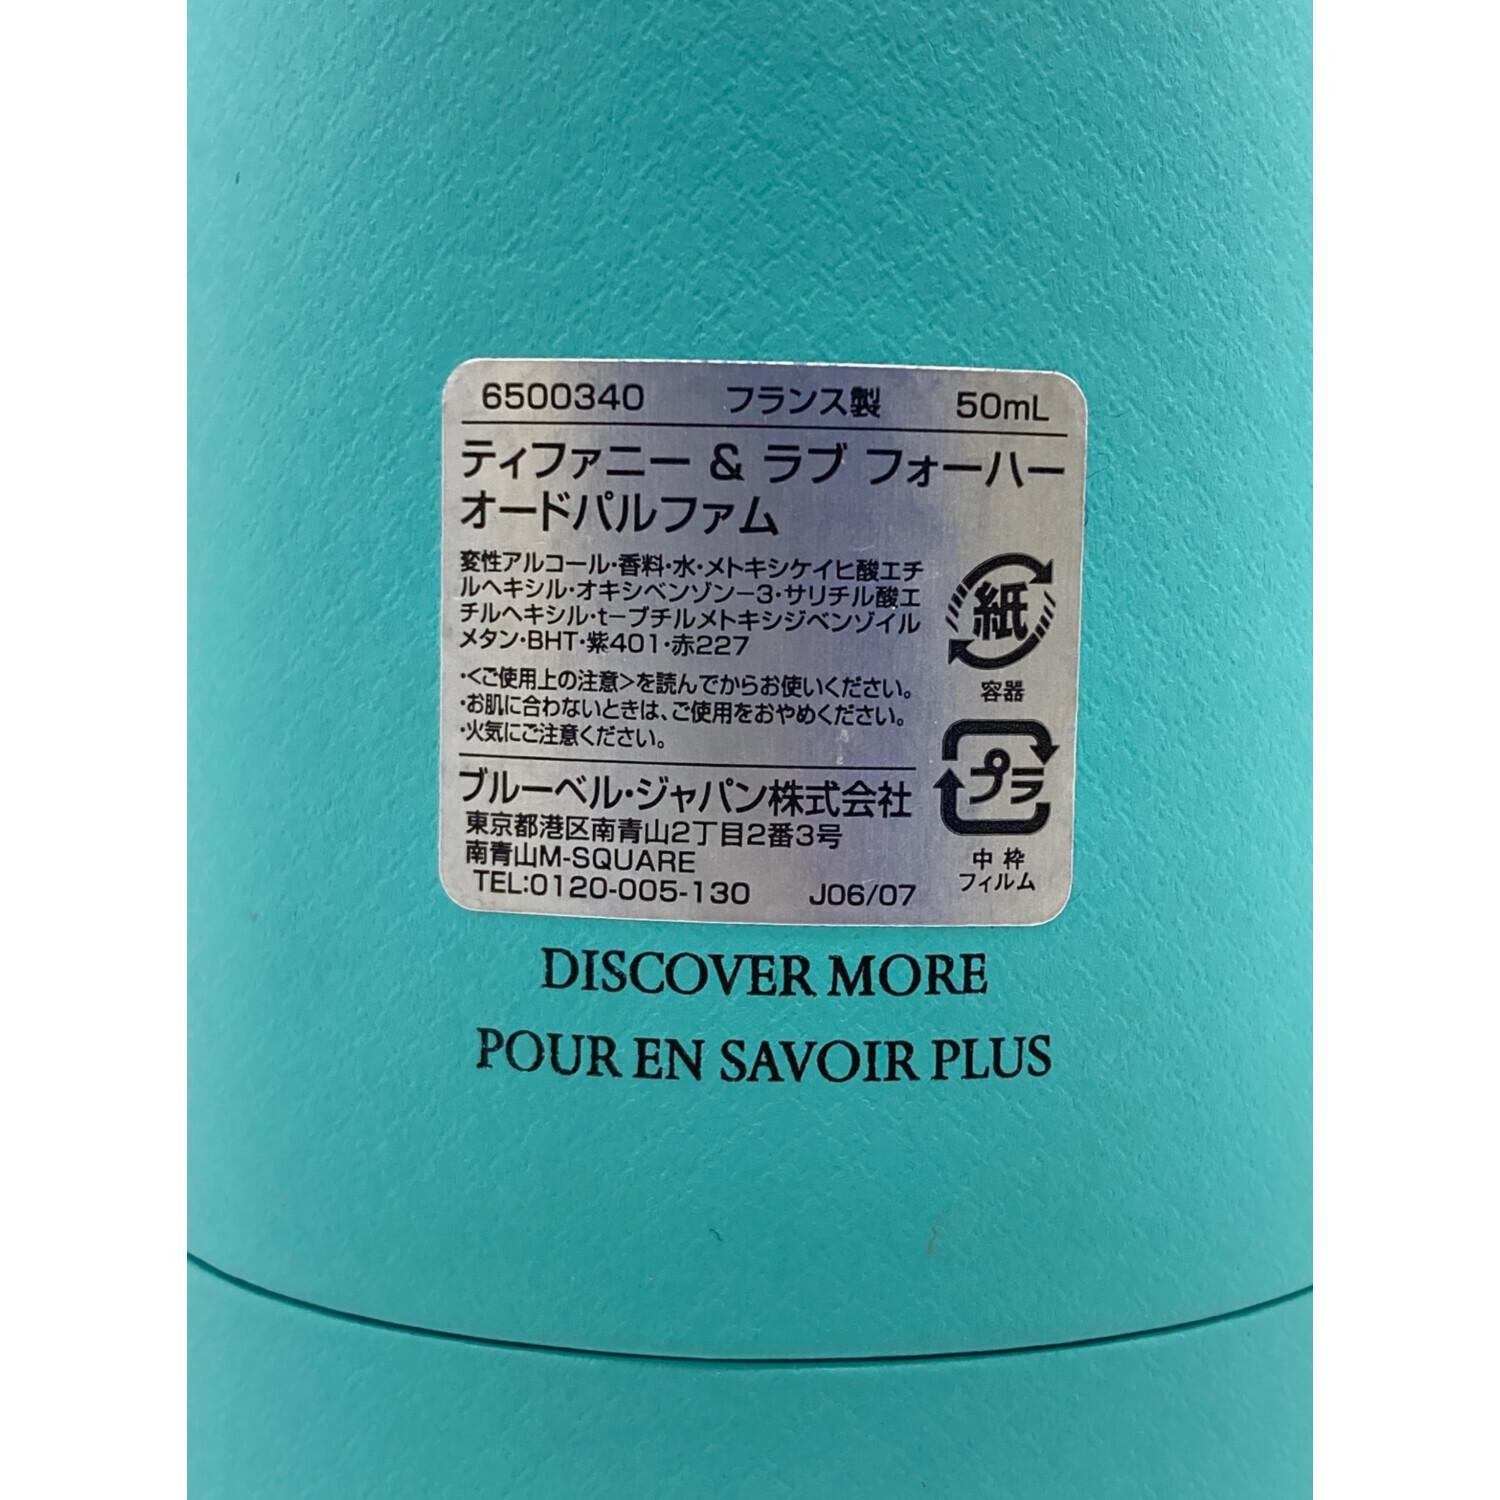 6500340 フランス製 50mL
ティファニー & ラブ フォーハー
オードパルファム
変性アルコール・香料・水・メトキシケイヒ酸エチ
ルヘキシル・オキシベンゾン-3・サリチル酸エ
チルヘキシル・t-ブチルメトキシジベンゾイル
メタン・BHT・紫401・赤227
・<ご使用上の注意>を読んでからお使いください。
・お肌に合わないときは、ご使用をおやめください。
・火気にご注意ください。
紙
容器
プラ
中枠
フィルム
ブルーベル・ジャパン株式会社
東京都港区南青山2丁目2番3号
南青山M-SQUARE
TEL:0120-005-130 J06/07
DISCOVER MORE
POUR EN SAVOIR PLUS